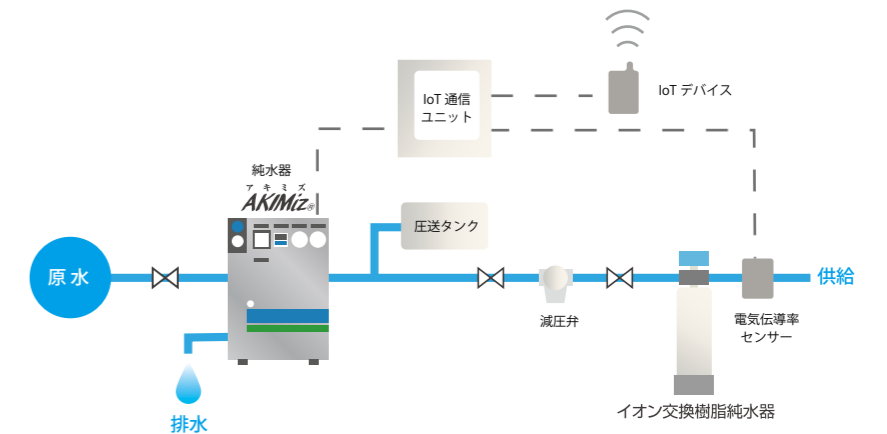 IoT 通信
ユニット
IoT デバイス
純水器
アキミズ
AKIMiz®
圧送タンク
原水
供給
減圧弁
電気伝導率
センサー
イオン交換樹脂純水器
排水